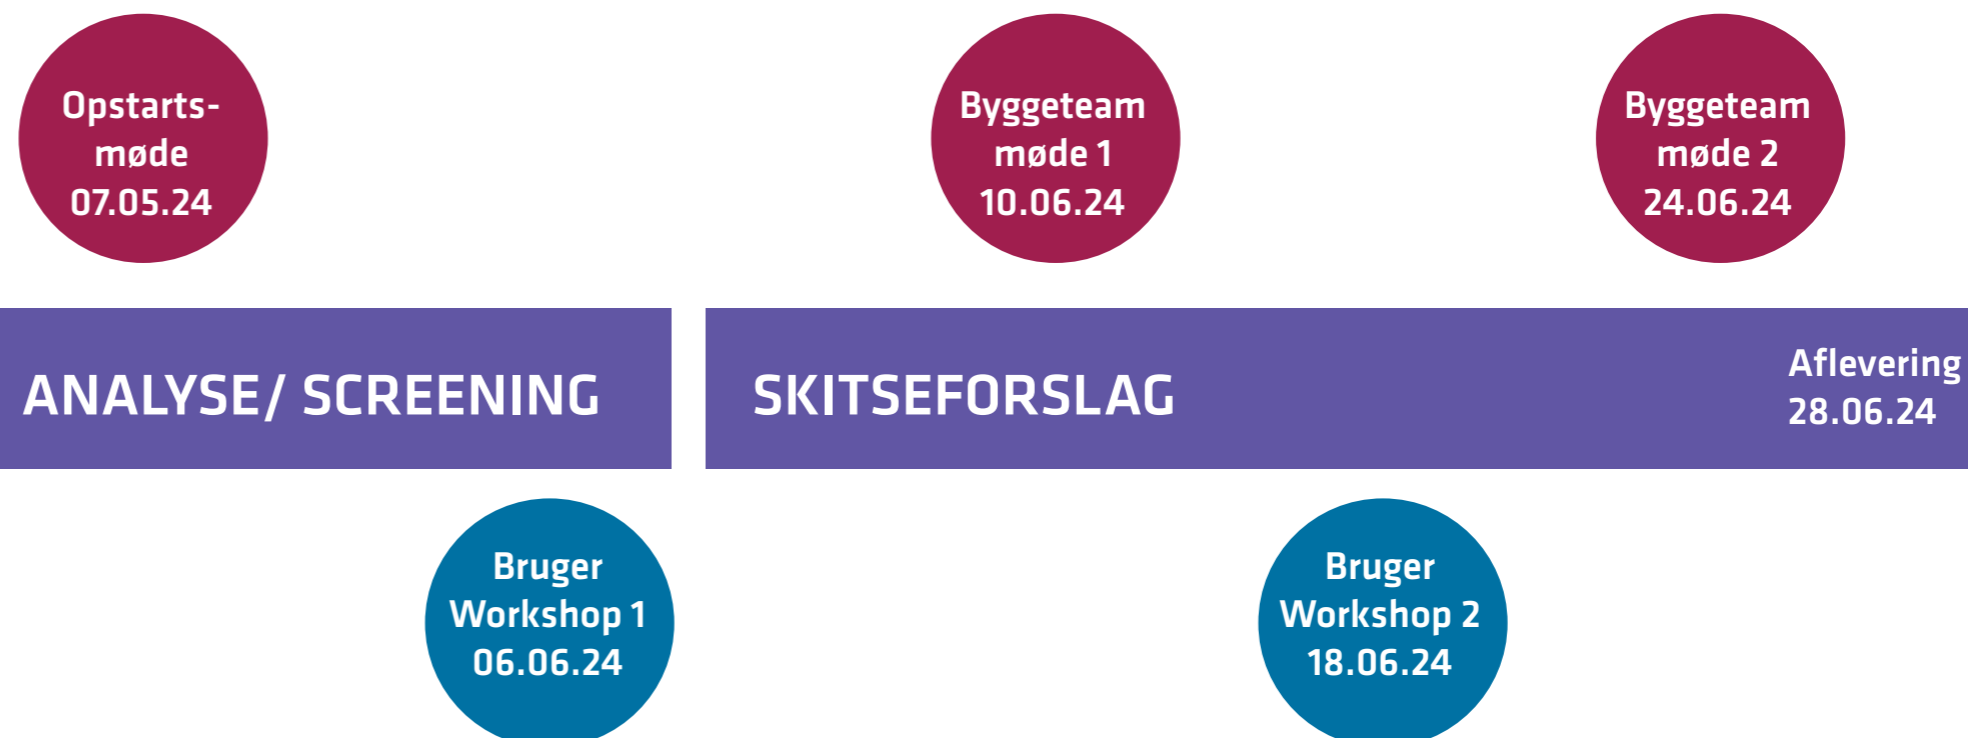 Opstarts-
møde
07.05.24
Byggeteam
møde 1
10.06.24
Byggeteam
møde 2
24.06.24
ANALYSE/ SCREENING
SKITSEFORSLAG
Aflevering
28.06.24
Bruger
Workshop 1
06.06.24
Bruger
Workshop 2
18.06.24